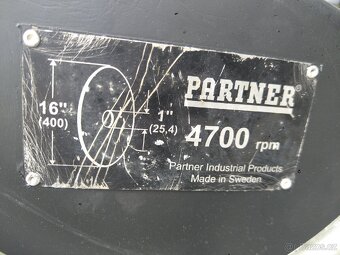 PARTNER®
16"
(400)
1"
(25,4)
4700 rpm
Partner Industrial Products
Made in Sweden